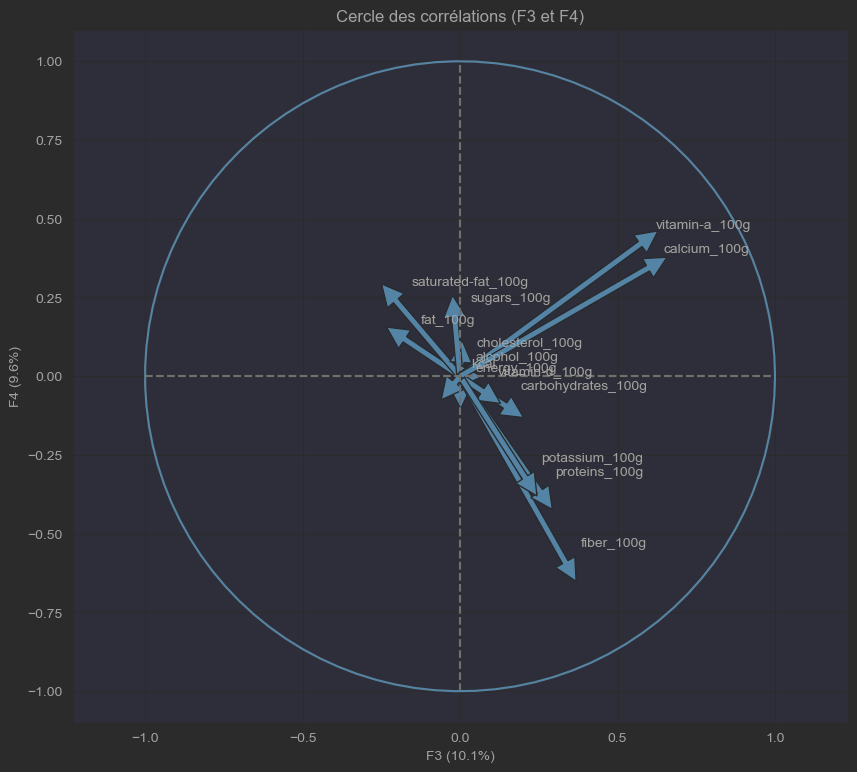 Cercle des corrélations (F3 et F4)
F4 (9.6%)
1.00
0.75
0.50
0.25
0.00
−0.25
−0.50
−0.75
−1.00
vitamin-a_100g
calcium_100g
saturated-fat_100g
sugars_100g
fat_100g
cholesterol_100g
alcohol_100g
energy_100g
carbohydrates_100g
potassium_100g
proteins_100g
fiber_100g
−1.0
−0.5
0.0
0.5
1.0
F3 (10.1%)